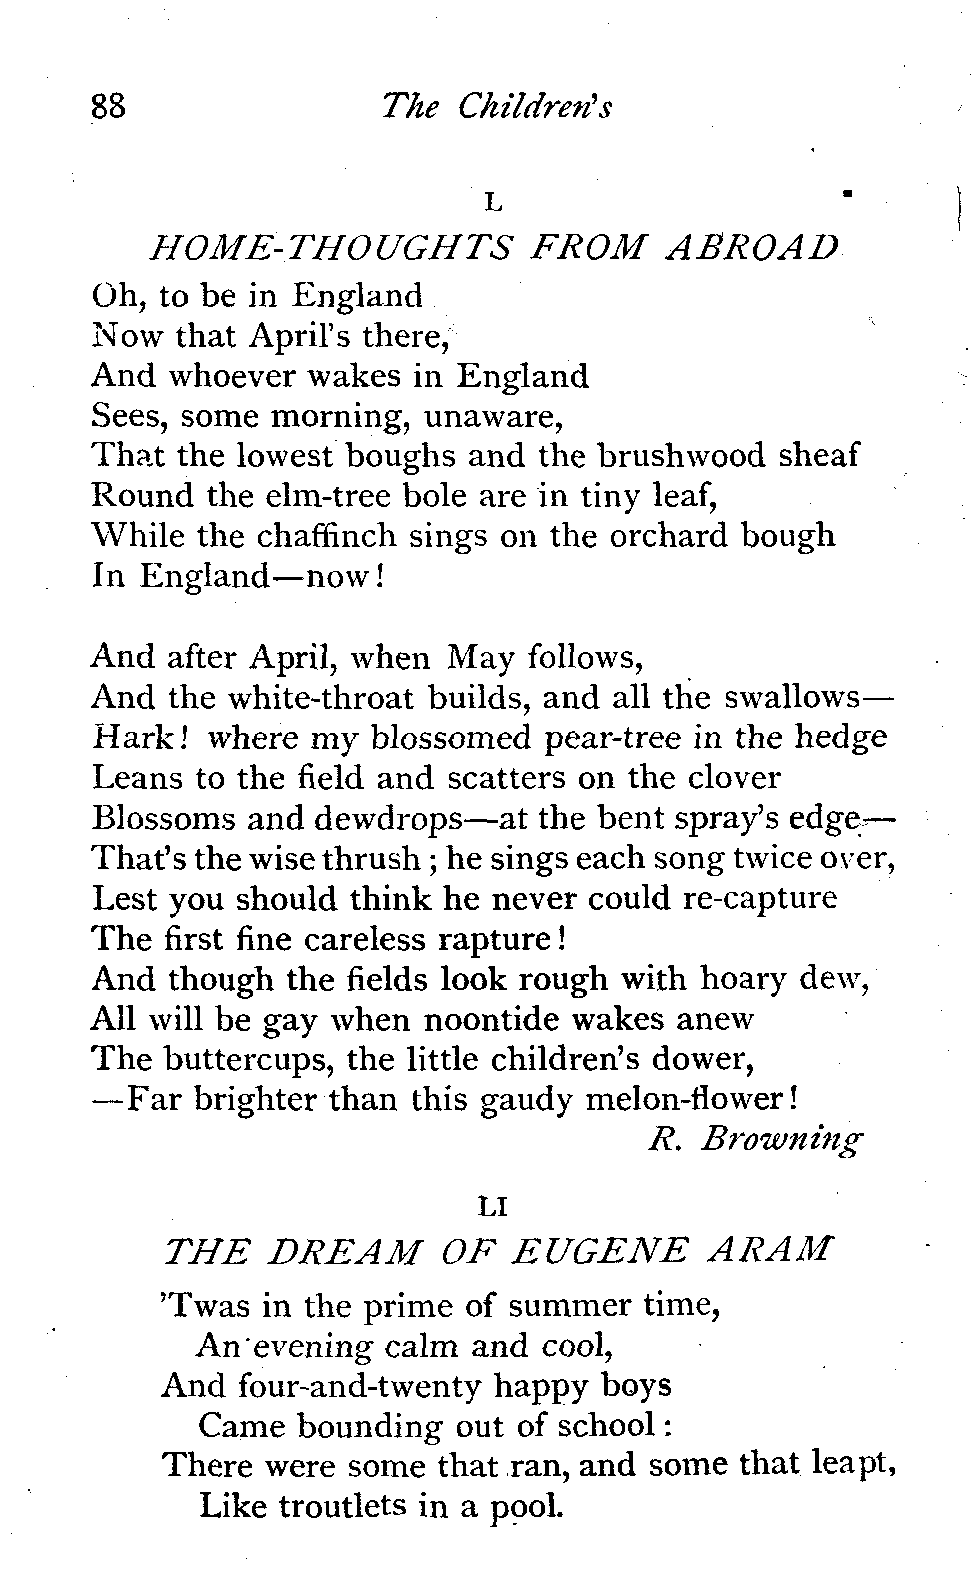 88 The Children's
L
HOME-THOUGHTS FROM ABROAD
Oh, to be in England
Now that April's there,
And whoever wakes in England
Sees, some morning, unaware,
That the lowest boughs and the brushwood sheaf
Round the elm-tree bole are in tiny leaf,
While the chaffinch sings on the orchard bough
In England—now!
And after April, when May follows,
And the white-throat builds, and all the swallows—
Hark! where my blossomed pear-tree in the hedge
Leans to the field and scatters on the clover
Blossoms and dewdrops—at the bent spray's edge—
That's the wise thrush; he sings each song twice over,
Lest you should think he never could re-capture
The first fine careless rapture!
And though the fields look rough with hoary dew,
All will be gay when noontide wakes anew
The buttercups, the little children's dower,
—Far brighter than this gaudy melon-flower!
R. Browning
LI
THE DREAM OF EUGENE ARAM
'Twas in the prime of summer time,
An evening calm and cool,
And four-and-twenty happy boys
Came bounding out of school:
There were some that ran, and some that leapt,
Like troutlets in a pool.